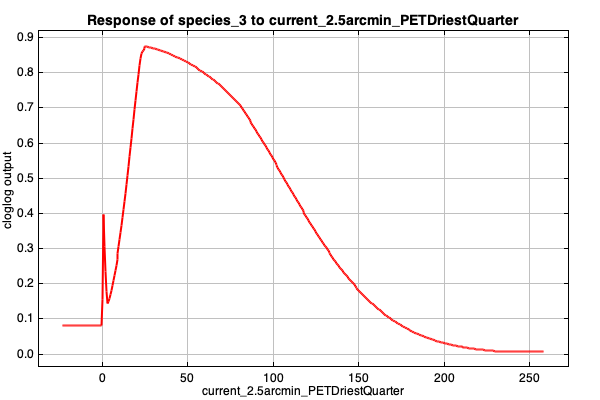 Response of species_3 to current_2.5arcmin_PETDriestQuarter
cloglog output
0.9
0.8
0.7
0.6
0.5
0.4
0.3
0.2
0.1
0.0
0 50 100 150 200 250
current_2.5arcmin_PETDriestQuarter